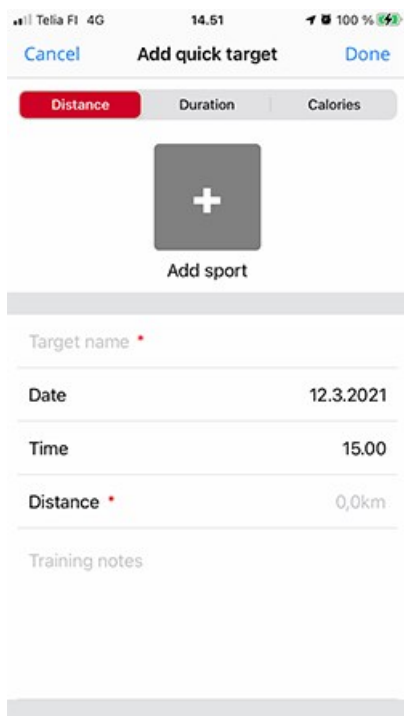 Telia FI 4G 14.51 100 %
Cancel Add quick target Done
Distance Duration Calories
Add sport
Target name *
Date 12.3.2021
Time 15.00
Distance * 0,0km
Training notes